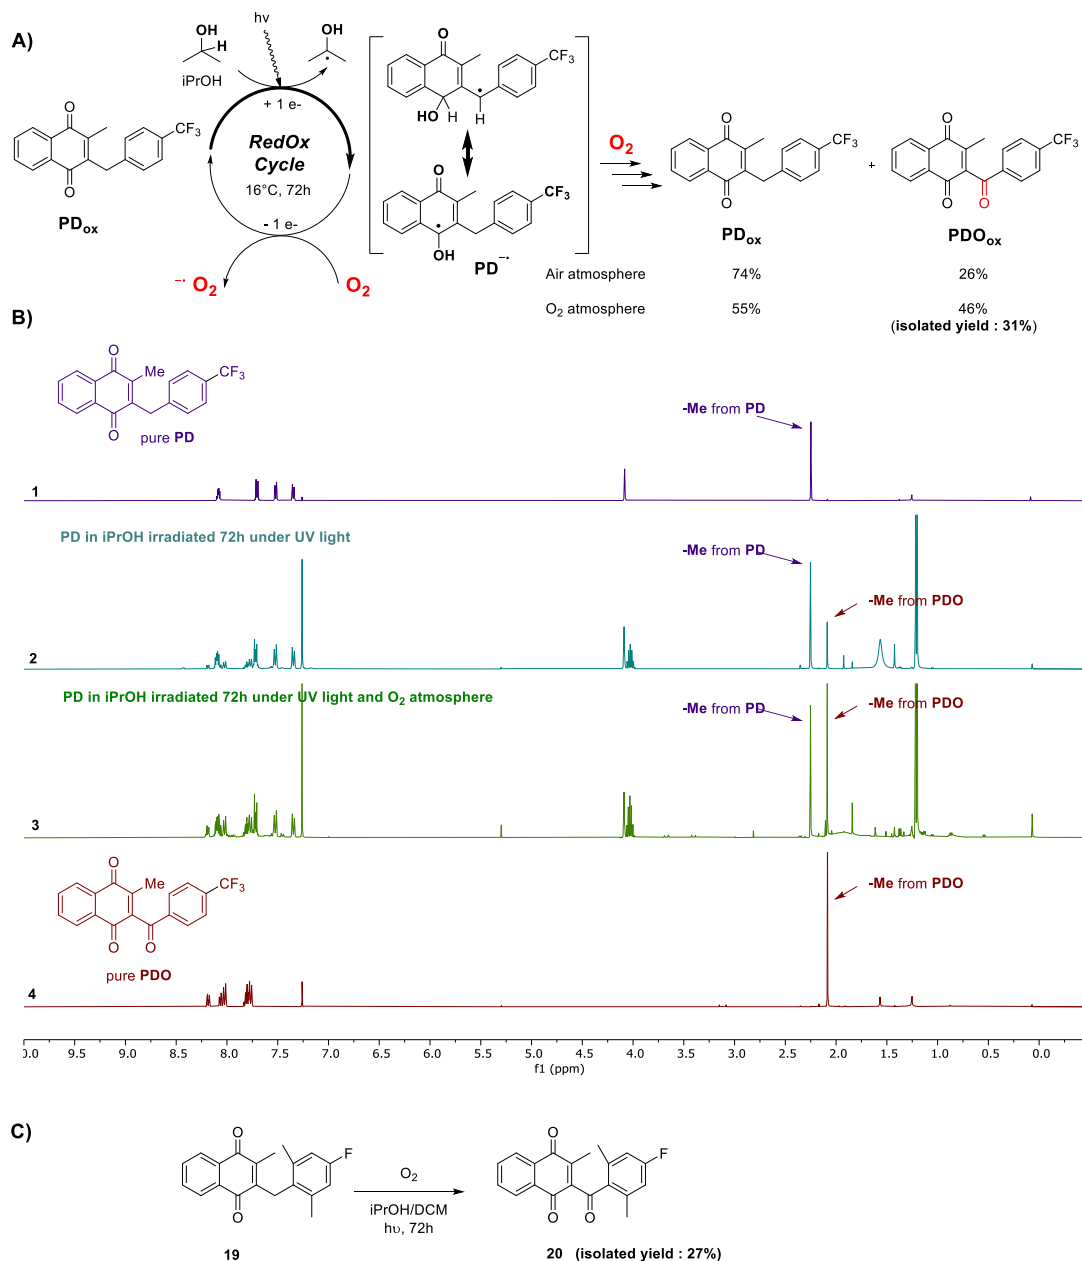 A)
OH
H
iPrOH
hν
OH
•
+ 1 e-
RedOx
Cycle
16°C, 72h
- 1 e-
−• O2
O2
O
O
CF3
PDox
O
CF3
•
HO H
H
O
CF3
•
OH
PD−•
O2
O
O
CF3
PDox
+
O
O
O
CF3
PDOox
Air atmosphere 74% 26%
O2 atmosphere 55% 46%
(isolated yield : 31%)
B)
O
Me
CF3
O
pure PD
-Me from PD
1
PD in iPrOH irradiated 72h under UV light
-Me from PD
-Me from PDO
2
PD in iPrOH irradiated 72h under UV light and O2 atmosphere
-Me from PD
-Me from PDO
3
O
Me
CF3
O O
pure PDO
-Me from PDO
4
0.0 9.5 9.0 8.5 8.0 7.5 7.0 6.5 6.0 5.5 5.0 4.5 4.0 3.5 3.0 2.5 2.0 1.5 1.0 0.5 0.0
f1 (ppm)
C)
O
F
O
19
O2
iPrOH/DCM
hυ, 72h
O
F
O O
20 (isolated yield : 27%)